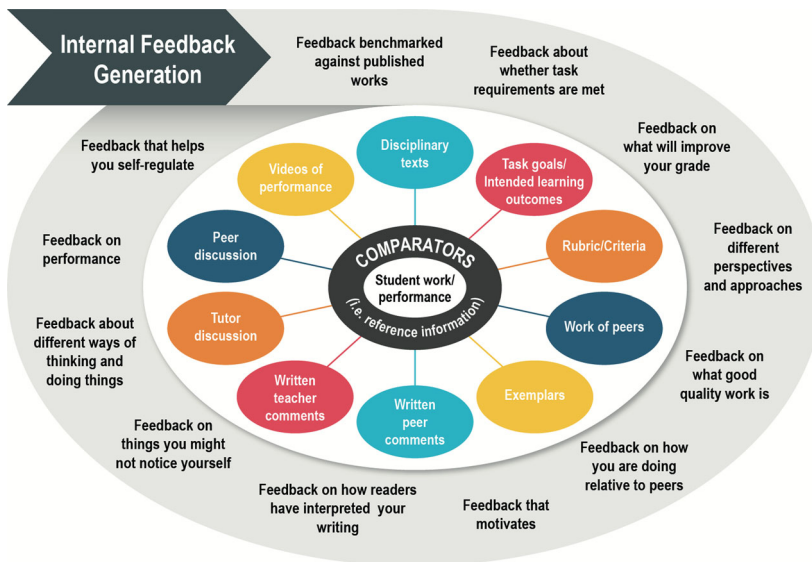 Internal Feedback
Generation
Feedback benchmarked
against published
works
Feedback about
whether task
requirements are met
Feedback on
what will improve
your grade
Feedback on
different
perspectives
and approaches
Feedback on
what good
quality work is
Feedback on how
you are doing
relative to peers
Feedback that
motivates
Feedback on how readers
have interpreted your
writing
Feedback on
things you might
not notice yourself
Feedback about
different ways of
thinking and
doing things
Feedback on
performance
Feedback that helps
you self-regulate
Disciplinary
texts
Task goals/
Intended learning
outcomes
Rubric/Criteria
Work of peers
Exemplars
Written
peer
comments
Written
teacher
comments
Tutor
discussion
Peer
discussion
Videos of
performance
COMPARATORS
Student work/
performance
(i.e. reference information)